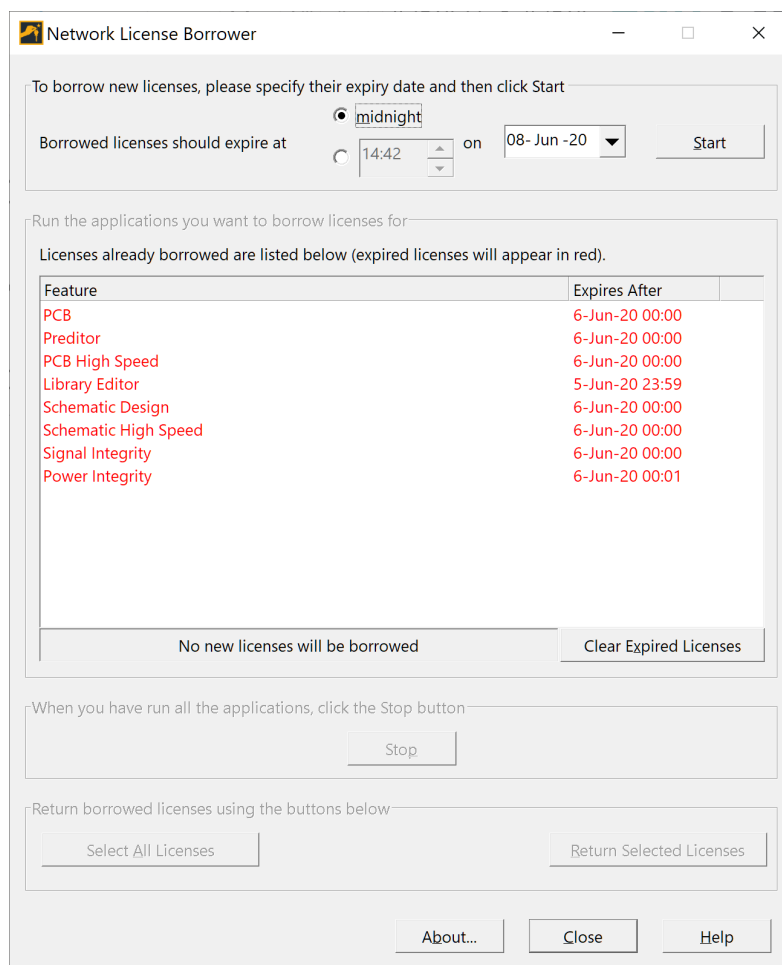 Network License Borrower
To borrow new licenses, please specify their expiry date and then click Start
midnight
Borrowed licenses should expire at
14:42
on
08- Jun -20
Start
Run the applications you want to borrow licenses for
Licenses already borrowed are listed below (expired licenses will appear in red).
Feature Expires After
PCB 6-Jun-20 00:00
Preditor 6-Jun-20 00:00
PCB High Speed 6-Jun-20 00:00
Library Editor 5-Jun-20 23:59
Schematic Design 6-Jun-20 00:00
Schematic High Speed 6-Jun-20 00:00
Signal Integrity 6-Jun-20 00:00
Power Integrity 6-Jun-20 00:01
No new licenses will be borrowed Clear Expired Licenses
When you have run all the applications, click the Stop button
Stop
Return borrowed licenses using the buttons below
Select All Licenses Return Selected Licenses
About... Close Help